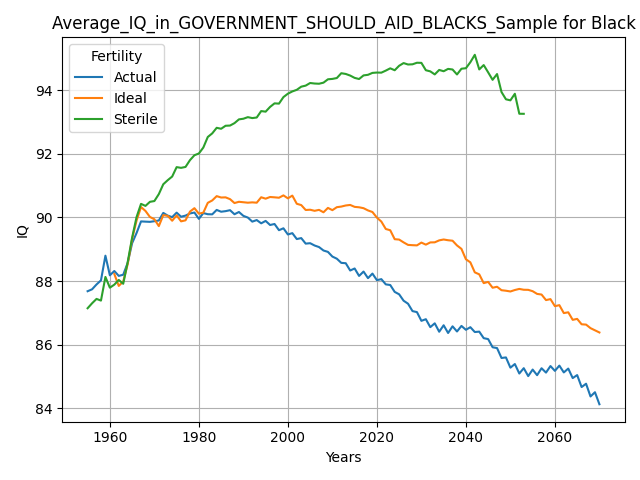 Average_IQ_in_GOVERNMENT_SHOULD_AID_BLACKS_Sample for Black
Fertility
Actual
Ideal
Sterile
IQ
94
92
90
88
86
84
1960 1980 2000 2020 2040 2060
Years